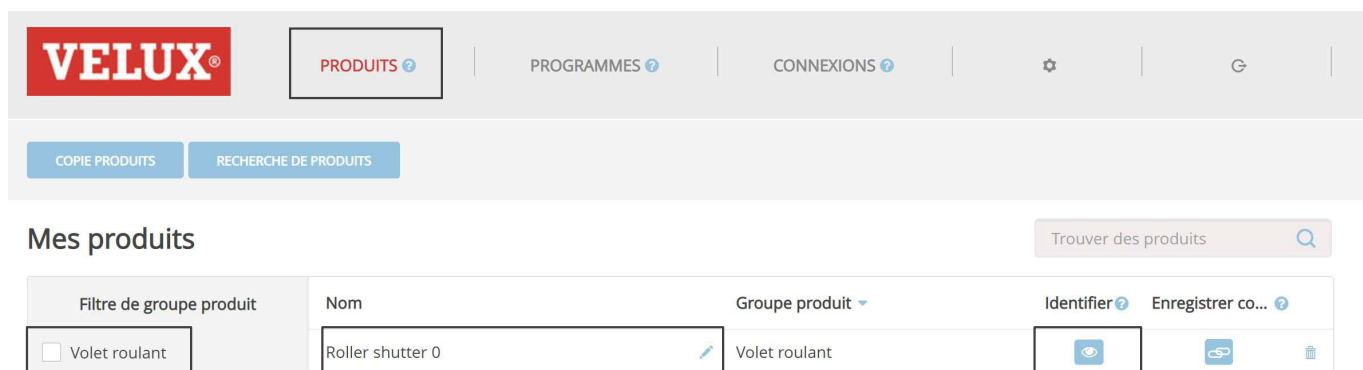 VELUX®
PRODUITS ?
PROGRAMMES ?
CONNEXIONS ?
COPIE PRODUITS
RECHERCHE DE PRODUITS
Mes produits
Trouver des produits
Filtre de groupe produit
Nom
Groupe produit
Identifier ?
Enregistrer co... ?
Volet roulant
Roller shutter 0
Volet roulant